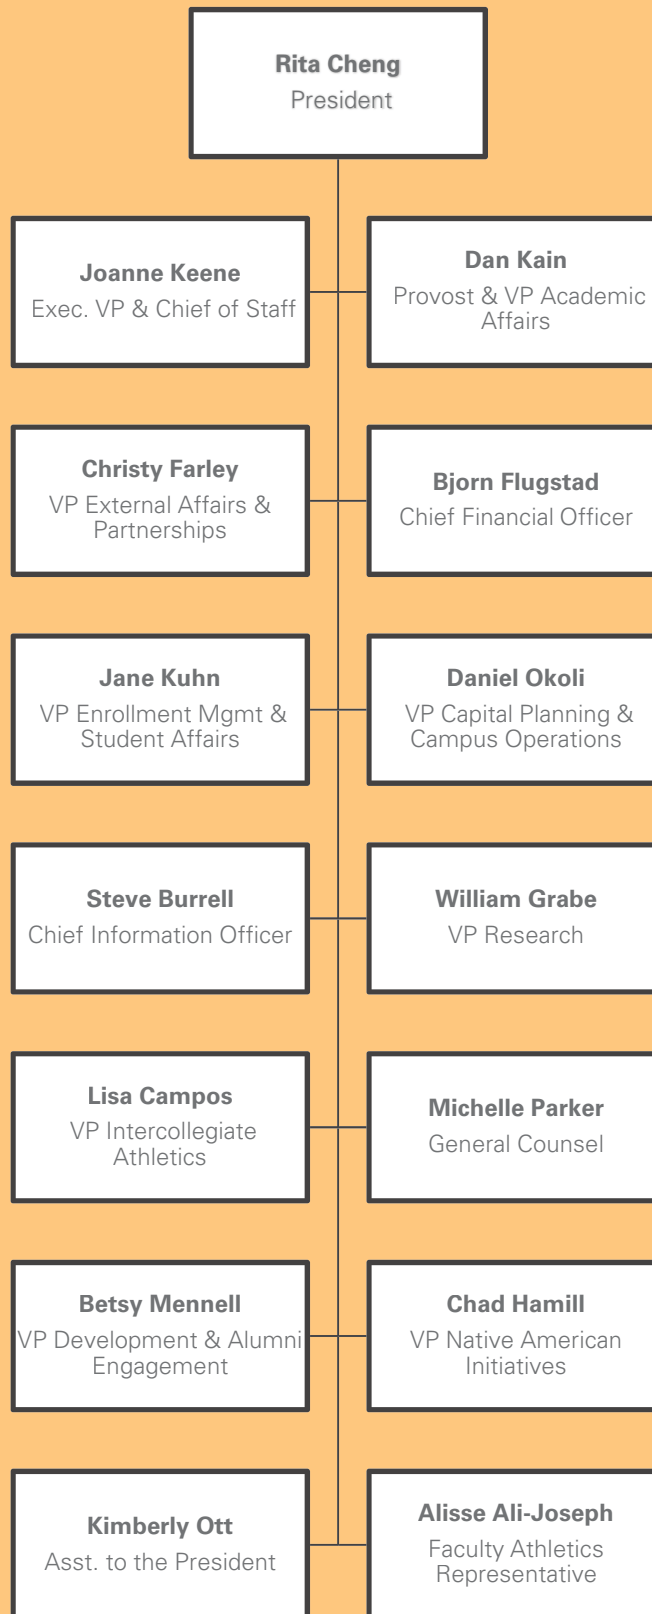 Rita Cheng
President
Joanne Keene
Exec. VP & Chief of Staff
Dan Kain
Provost & VP Academic
Affairs
Christy Farley
VP External Affairs &
Partnerships
Bjorn Flugstad
Chief Financial Officer
Jane Kuhn
VP Enrollment Mgmt &
Student Affairs
Daniel Okoli
VP Capital Planning &
Campus Operations
Steve Burrell
Chief Information Officer
William Grabe
VP Research
Lisa Campos
VP Intercollegiate
Athletics
Michelle Parker
General Counsel
Betsy Mennell
VP Development & Alumni
Engagement
Chad Hamill
VP Native American
Initiatives
Kimberly Ott
Asst. to the President
Alisse Ali-Joseph
Faculty Athletics
Representative